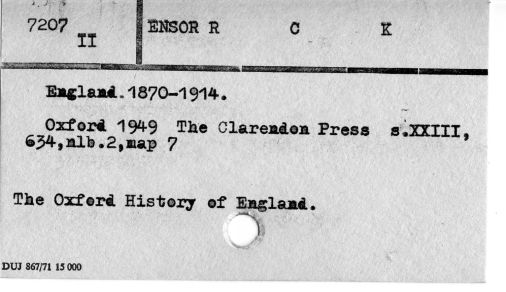 7207
II
ENSOR R C K
England.1870-1914.
Oxford 1949 The Clarendon Press s.XXIII,
634,nlb.2,map 7
The Oxford History of England.
DUJ 867/71 15 000